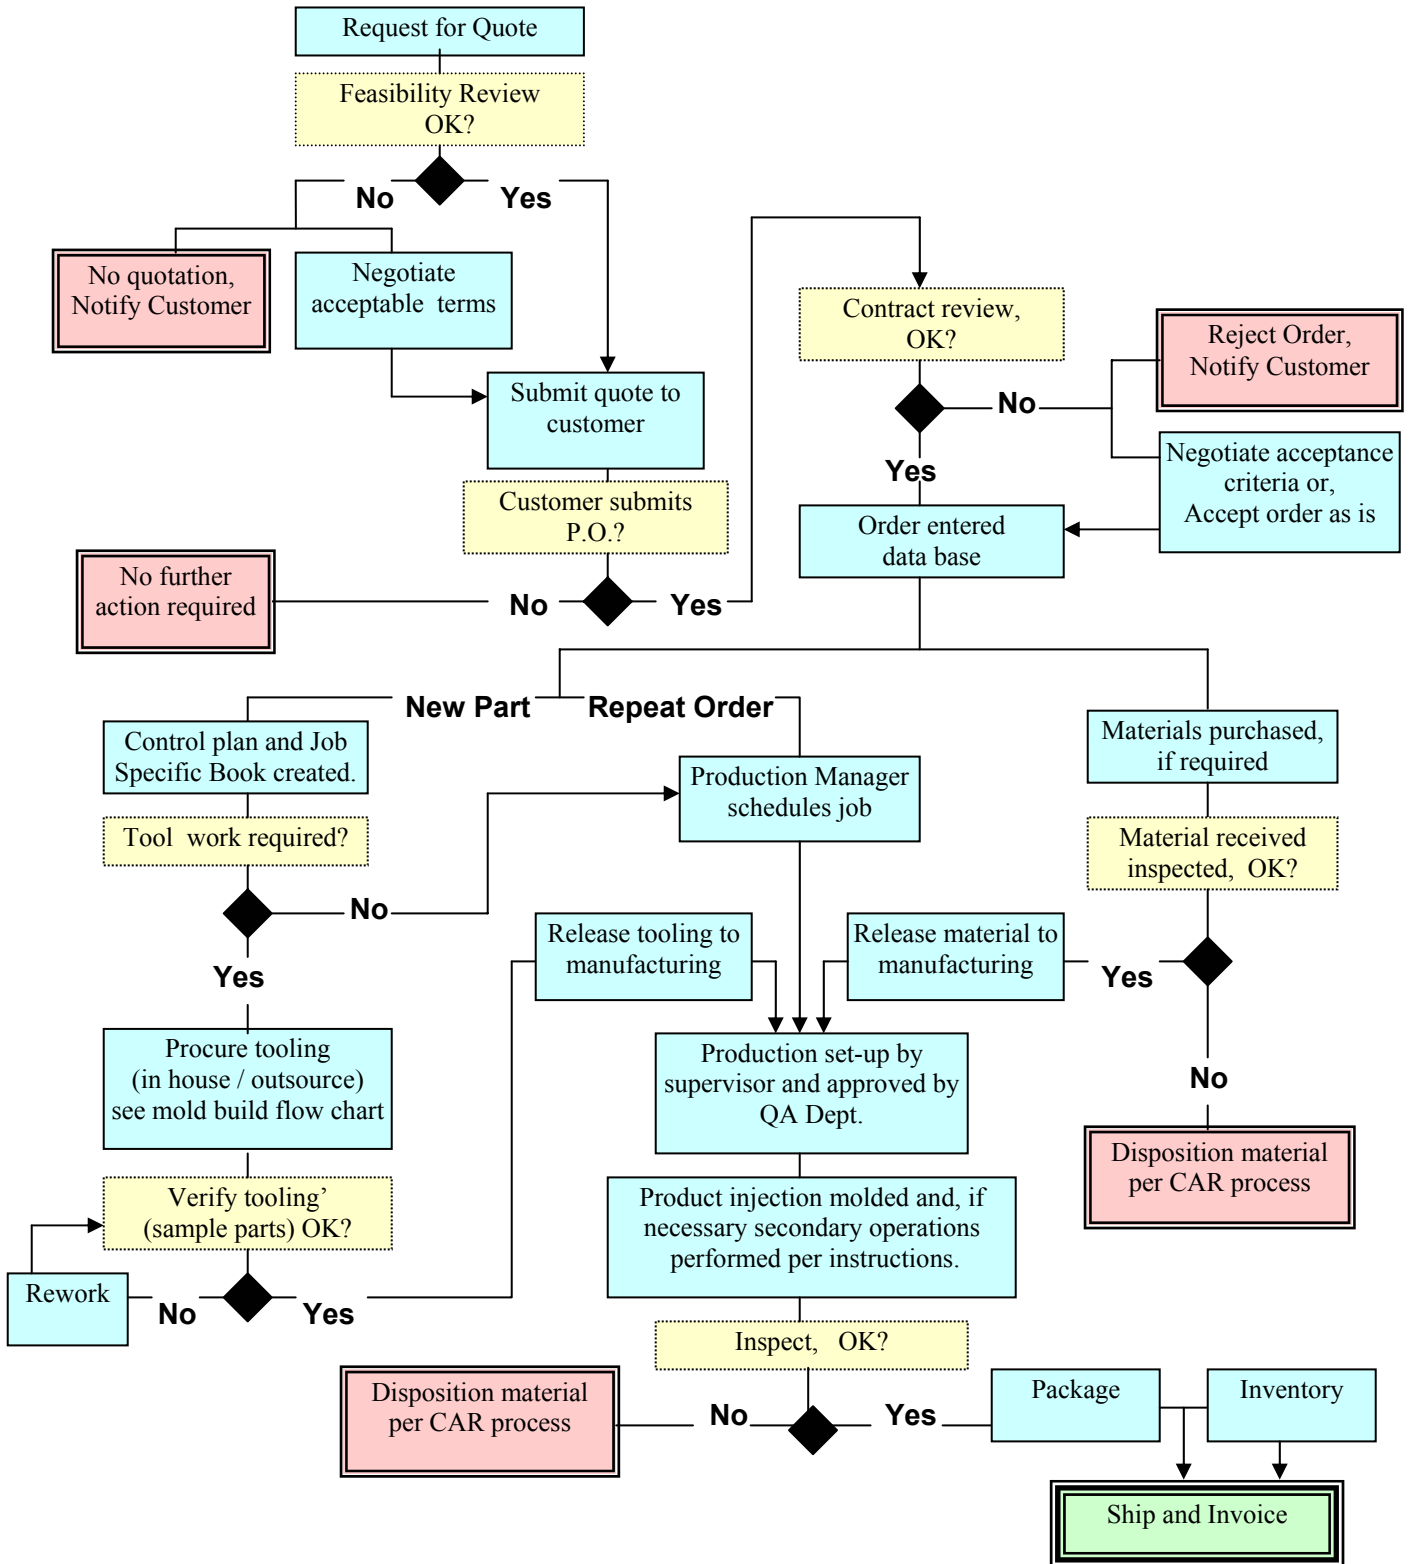 Request for Quote
Feasibility Review
OK?
No
Yes
No quotation,
Notify Customer
Negotiate
acceptable terms
Submit quote to
customer
Customer submits
P.O.?
No further
action required
No
Yes
Contract review,
OK?
Reject Order,
Notify Customer
No
Yes
Negotiate acceptance
criteria or,
Accept order as is
Order entered
data base
New Part
Repeat Order
Control plan and Job
Specific Book created.
Production Manager
schedules job
Materials purchased,
if required
Tool work required?
Material received
inspected, OK?
No
Yes
Release tooling to
manufacturing
Release material to
manufacturing
Yes
No
Procure tooling
(in house / outsource)
see mold build flow chart
Production set-up by
supervisor and approved by
QA Dept.
Disposition material
per CAR process
Verify tooling’
(sample parts) OK?
Product injection molded and, if
necessary secondary operations
performed per instructions.
Rework
No
Yes
Inspect, OK?
Disposition material
per CAR process
No
Yes
Package
Inventory
Ship and Invoice